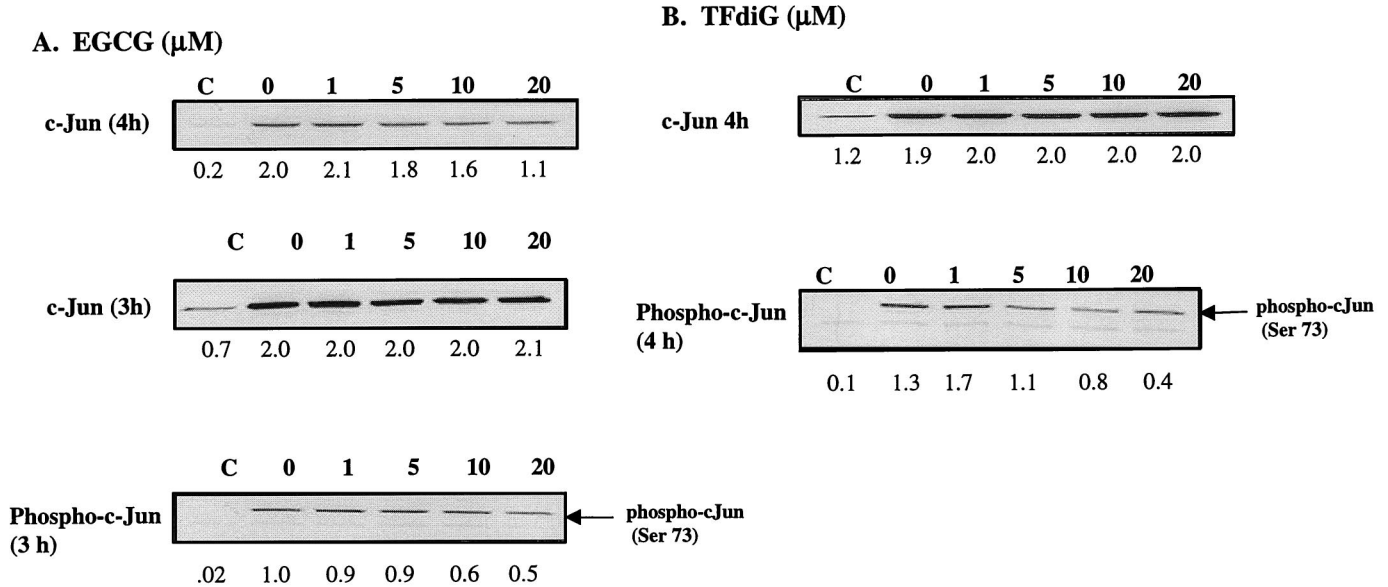 A. EGCG (μM)
C 0 1 5 10 20
c-Jun (4h)
0.2 2.0 2.1 1.8 1.6 1.1
C 0 1 5 10 20
c-Jun (3h)
0.7 2.0 2.0 2.0 2.0 2.1
C 0 1 5 10 20
Phospho-c-Jun
(3 h)
phospho-cJun
(Ser 73)
.02 1.0 0.9 0.9 0.6 0.5
B. TFdiG (μM)
C 0 1 5 10 20
c-Jun 4h
1.2 1.9 2.0 2.0 2.0 2.0
C 0 1 5 10 20
Phospho-c-Jun
(4 h)
phospho-cJun
(Ser 73)
0.1 1.3 1.7 1.1 0.8 0.4